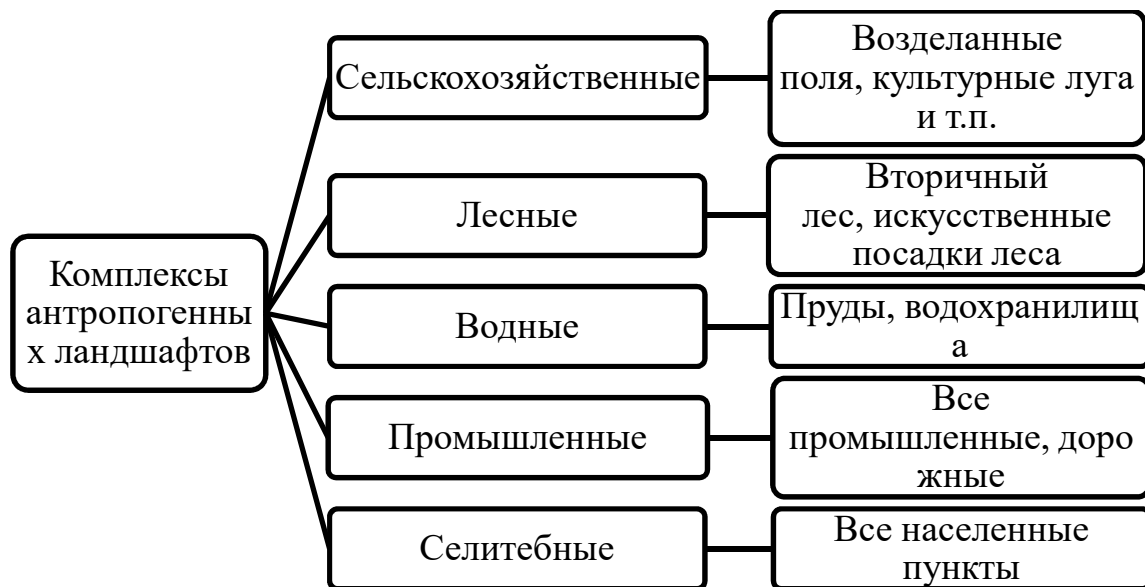 Комплексы
антропогенны
х ландшафтов
Сельскохозяйственные
Возделанные
поля, культурные луга
и т.п.
Лесные
Вторичный
лес, искусственные
посадки леса
Водные
Пруды, водохранилищ
а
Промышленные
Все
промышленные, доро
жные
Селитебные
Все населенные
пункты